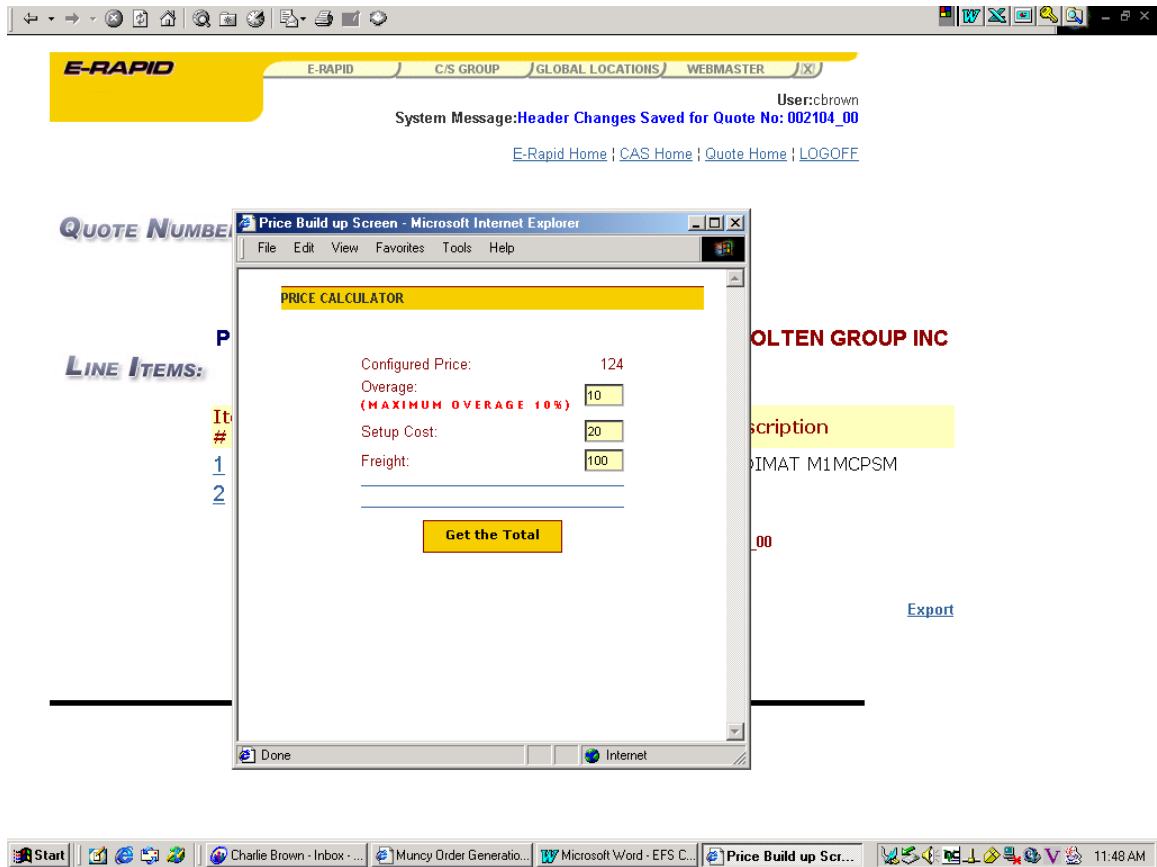 E-RAPID
E-RAPID C/S GROUP GLOBAL LOCATIONS WEBMASTER X
User:cbrown
System Message:Header Changes Saved for Quote No: 002104_00
E-Rapid Home ¦ CAS Home ¦ Quote Home ¦ LOGOFF
QUOTE NUMBE
Price Build up Screen - Microsoft Internet Explorer
File Edit View Favorites Tools Help
PRICE CALCULATOR
P OLTEN GROUP INC
LINE ITEMS:
Configured Price: 124
Overage: 10
(MAXIMUM OVERAGE 10%)
Setup Cost: 20
Freight: 100
Get the Total
It
# scription
1 DIMAT M1MCPSM
2
_00
Export
Done Internet
Start Charlie Brown - Inbox - ... Muncy Order Generatio... Microsoft Word - EFS C... Price Build up Scr... 11:48 AM